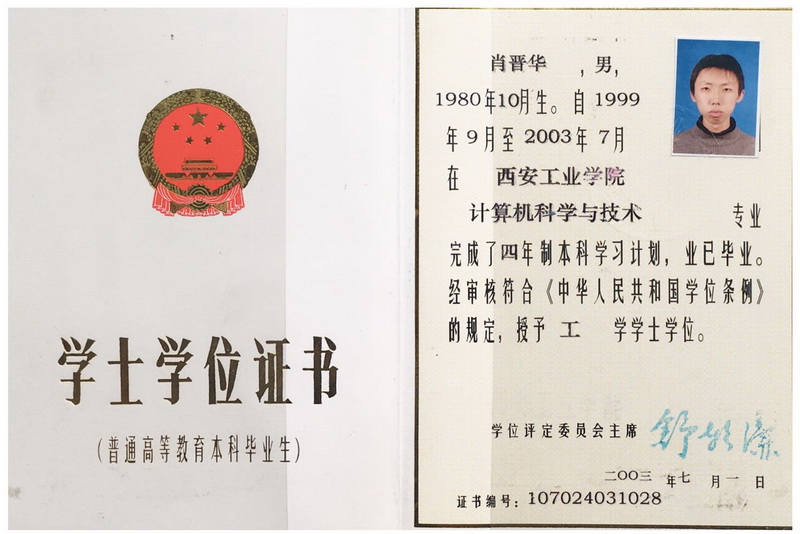 学士学位证书
(普通高等教育本科毕业生)
肖晋华 , 男,
1980年10月生。自1999
年9月至2003年7月
在 西安工业学院
计算机科学与技术 专业
完成了四年制本科学习计划, 业已毕业。
经审核符合《中华人民共和国学位条例》
的规定, 授予 工 学学士学位。
学位评定委员会主席
二〇〇三 年 七 月 一 日
证书编号: 107024031028